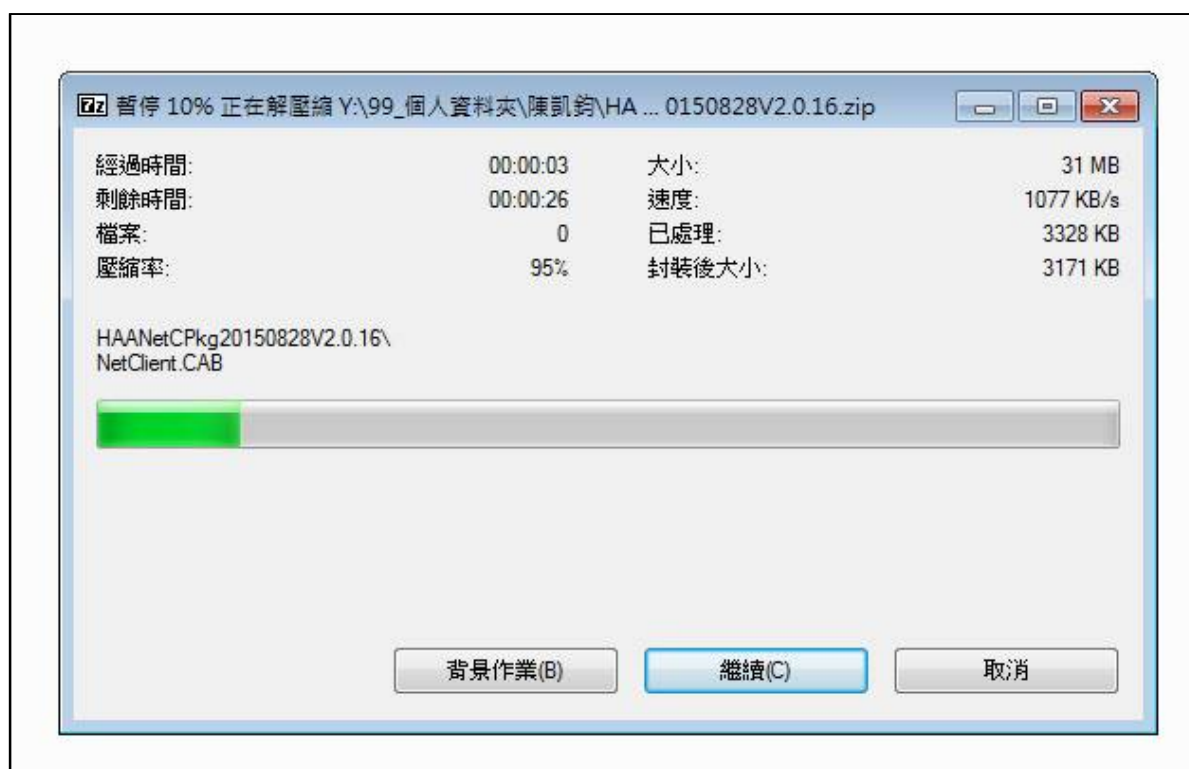 7z 暫停 10% 正在解壓縮 Y:\99_個人資料夾\陳凱鈞\HA ... 0150828V2.0.16.zip
經過時間: 00:00:03 大小: 31 MB
剩餘時間: 00:00:26 速度: 1077 KB/s
檔案: 0 已處理: 3328 KB
壓縮率: 95% 封裝後大小: 3171 KB
HAANetCPkg20150828V2.0.16\
NetClient.CAB
背景作業(B) 繼續(C) 取消